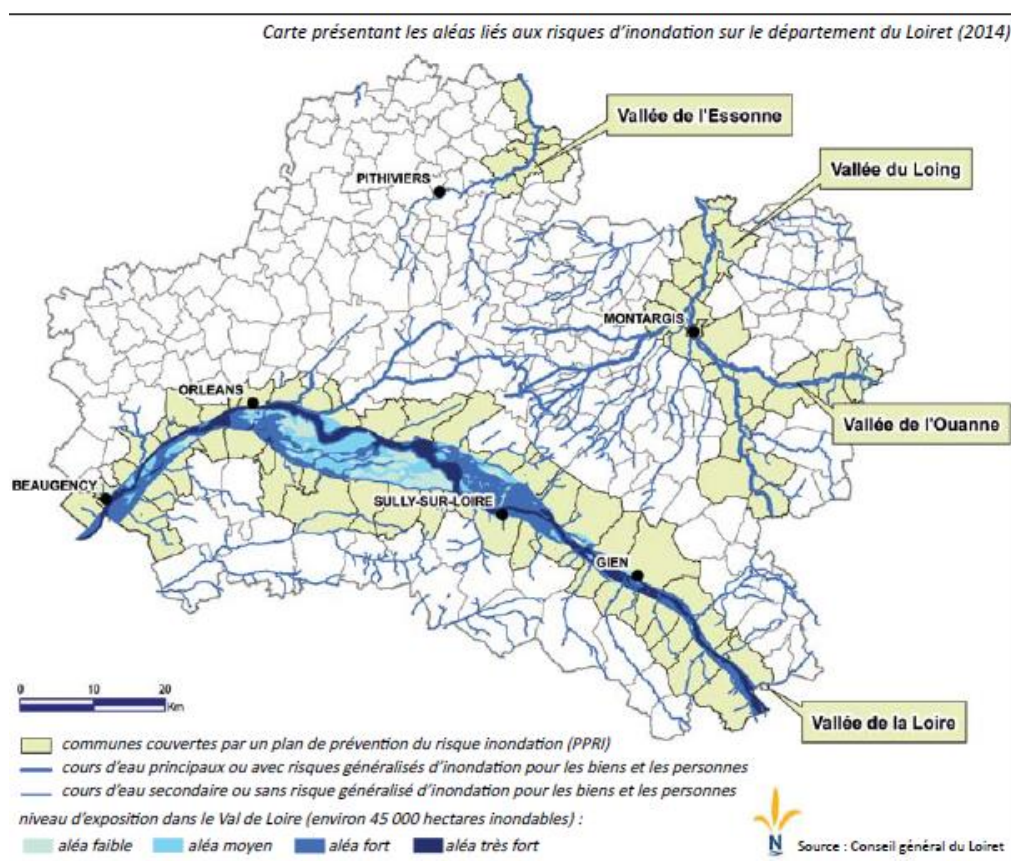 Carte présentant les aléas liés aux risques d'inondation sur le département du Loiret (2014)
Vallée de l'Essonne
PITHIVIERS
Vallée du Loing
MONTARGIS
ORLEANS
Vallée de l'Ouanne
BEAUGENCY
SULLY-SUR-LOIRE
GIEN
0 10 20
Km
Vallée de la Loire
communes couvertes par un plan de prévention du risque inondation (PPRI)
cours d'eau principaux ou avec risques généralisés d'inondation pour les biens et les personnes
cours d'eau secondaire ou sans risque généralisé d'inondation pour les biens et les personnes
niveau d'exposition dans le Val de Loire (environ 45 000 hectares inondables) :
aléa faible aléa moyen aléa fort aléa très fort
N
Source : Conseil général du Loiret